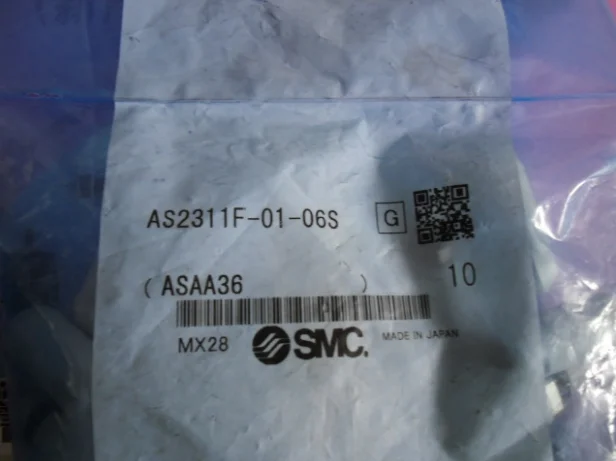 AS2311F-01-06S G
( ASAA36 ) 10
MX28 SMC. MADE IN JAPAN